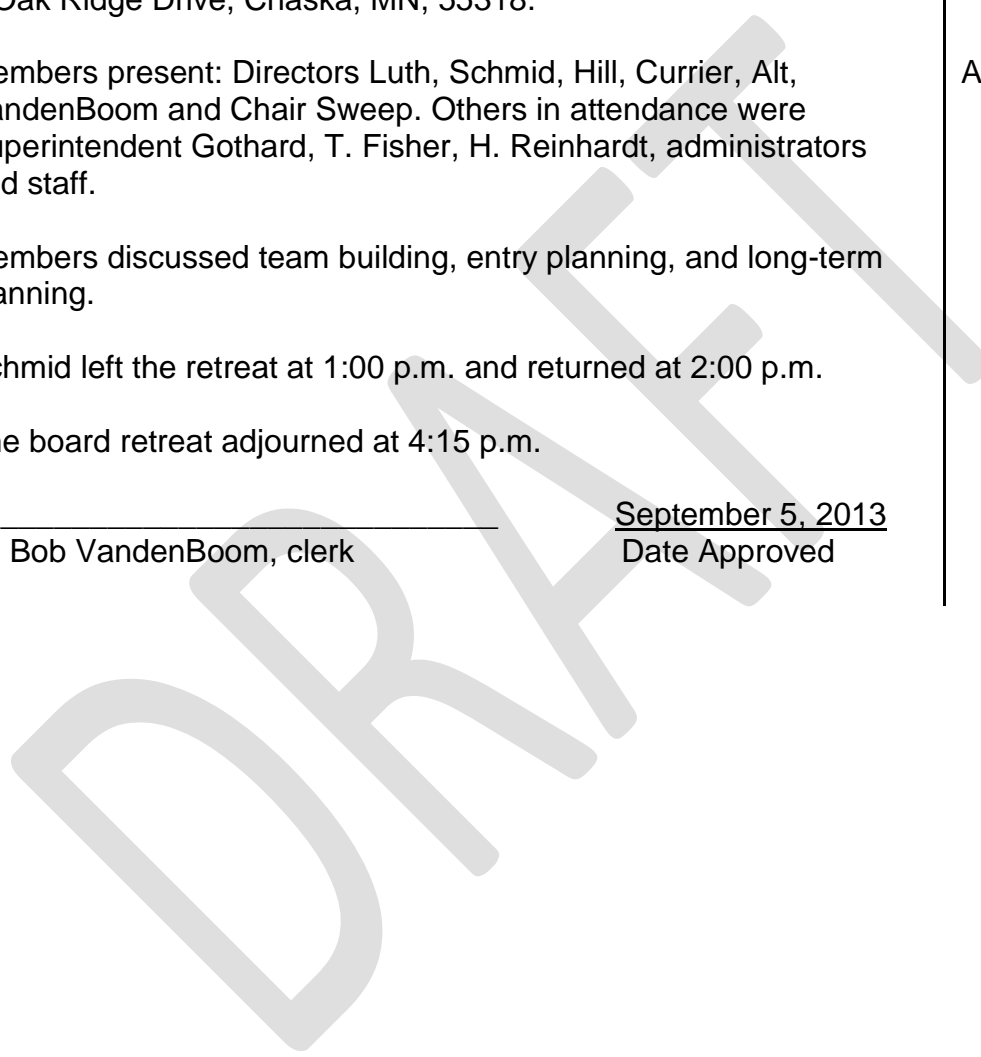 Oak Ridge Drive, Chaska, MN, 55318.
embers present: Directors Luth, Schmid, Hill, Currier, Alt,
andenBoom and Chair Sweep. Others in attendance were
uperintendent Gothard, T. Fisher, H. Reinhardt, administrators
d staff.
embers discussed team building, entry planning, and long-term
anning.
chmid left the retreat at 1:00 p.m. and returned at 2:00 p.m.
e board retreat adjourned at 4:15 p.m.
September 5, 2013
Bob VandenBoom, clerk Date Approved
A
DRAFT